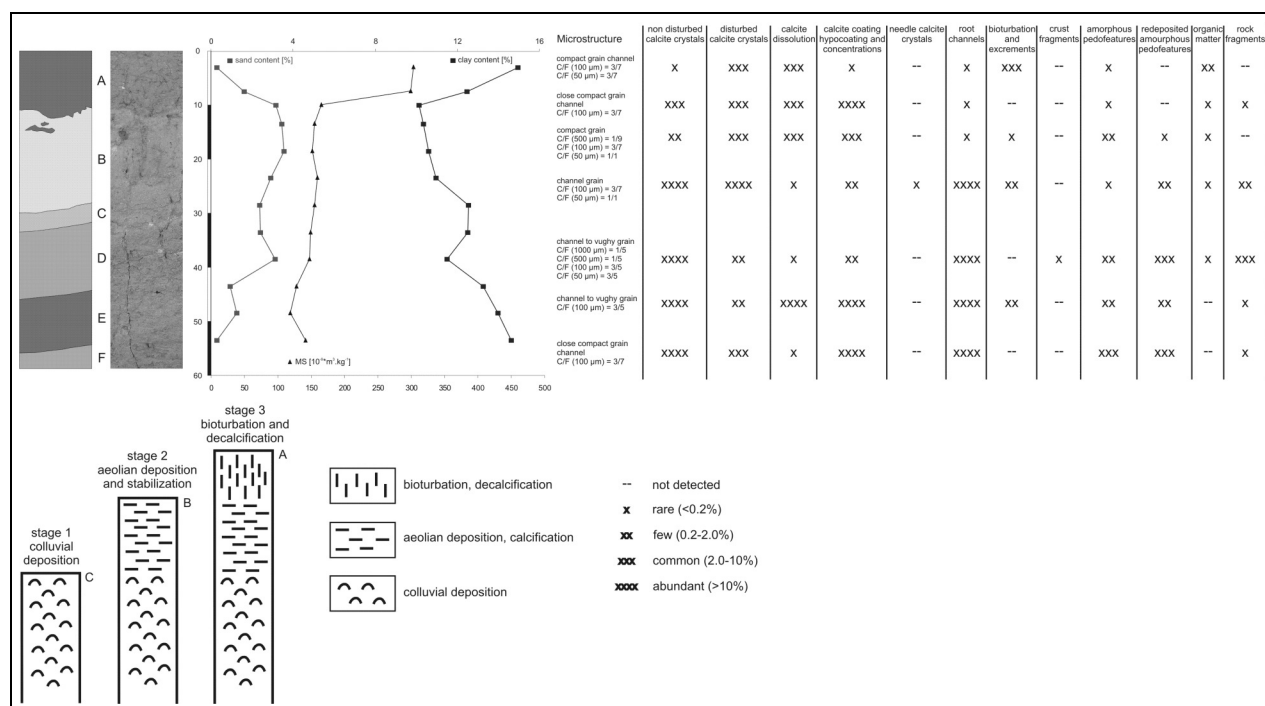 0 4 8 12 16
sand content [%] clay content [%]
0
10
20
30
40
50
60
A
B
C
D
E
F
MS [10⁻⁹*m³.kg⁻¹]
0 50 100 150 200 250 300 350 400 450 500
Microstructure
non disturbed
calcite crystals
disturbed
calcite crystals
calcite
dissolution
calcite coating
hypocoating and
concentrations
needle calcite
crystals
root
channels
bioturbation
and
excrements
crust
fragments
amorphous
pedofeatures
redeposited
amourphous
pedofeatures
organic
matter
rock
fragments
compact grain channel
C/F (100 µm) = 3/7
C/F (50 µm) = 3/7
x xxx xxx x -- x xxx -- x -- xx --
close compact grain
channel
C/F (100 µm) = 3/7
xxx xxx xxx xxxx -- x -- -- x -- x x
compact grain
C/F (500 µm) = 1/9
C/F (100 µm) = 3/7
C/F (50 µm) = 1/1
xx xxx xxx xxx -- x x -- xx x x --
channel grain
C/F (100 µm) = 3/7
C/F (50 µm) = 1/1
xxxx xxxx x xx x xxxx xx -- x xx x xx
channel to vughy grain
C/F (1000 µm) = 1/5
C/F (500 µm) = 1/5
C/F (100 µm) = 3/5
C/F (50 µm) = 3/5
xxxx xx x xx -- xxxx -- x xx xxx x xxx
channel to vughy grain
C/F (100 µm) = 3/5
xxxx xx xxxx xxxx -- xxxx xx -- xx xx -- x
close compact grain
channel
C/F (100 µm) = 3/7
xxxx xxx x xxxx -- xxxx -- -- xxx xxx -- x
stage 1
colluvial
deposition
C
stage 2
aeolian deposition
and stabilization
B
stage 3
bioturbation and
decalcification
A
bioturbation, decalcification
aeolian deposition, calcification
colluvial deposition
-- not detected
x rare (<0.2%)
xx few (0.2-2.0%)
xxx common (2.0-10%)
xxxx abundant (>10%)